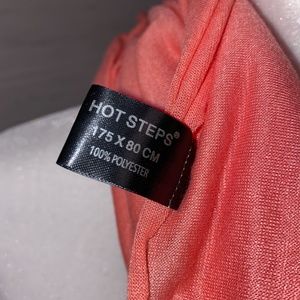 HOT STEPS®
175 X 80 CM
100% POLYESTER